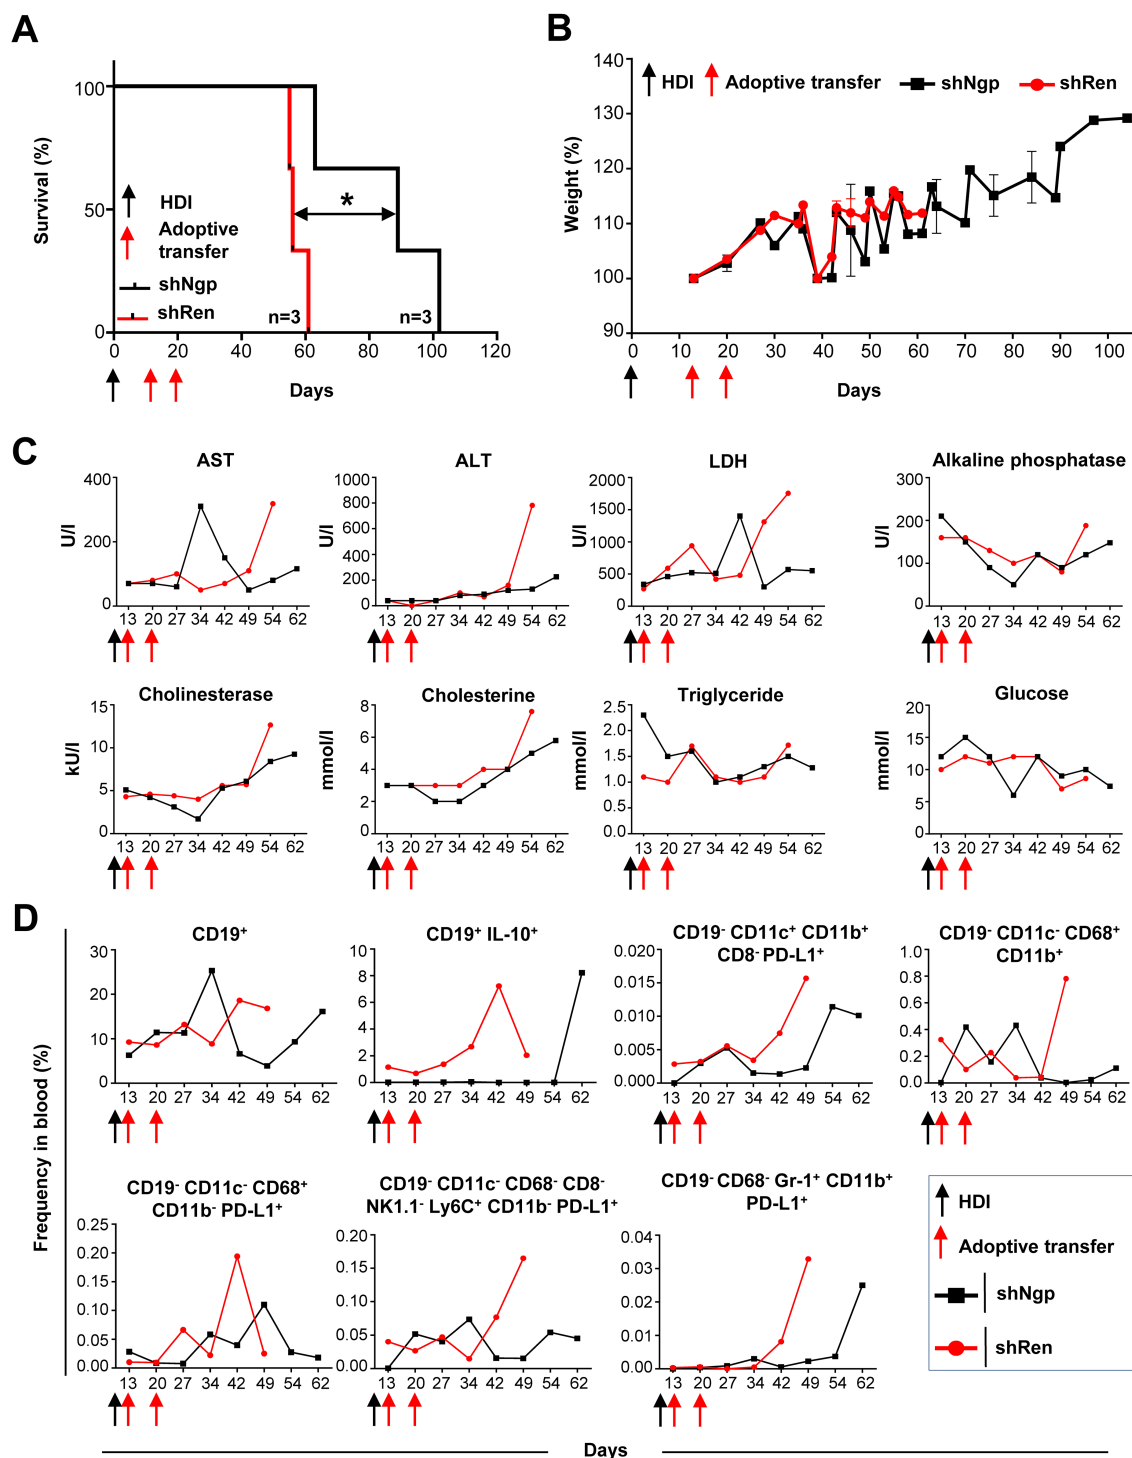 A
Survival (%)
100
50
0
HDI
Adoptive
transfer
shNgp
shRen
*
n=3
n=3
0 20 40 60 80 100 120
Days
B
Weight (%)
140
130
120
110
100
90
HDI Adoptive transfer shNgp shRen
0 10 20 30 40 50 60 70 80 90 100
Days
C
AST
U/l
400
200
0
13 20 27 34 42 49 54 62
ALT
U/l
1000
800
600
400
200
0
13 20 27 34 42 49 54 62
LDH
U/l
2000
1500
1000
500
0
13 20 27 34 42 49 54 62
Alkaline phosphatase
U/l
300
200
100
0
13 20 27 34 42 49 54 62
Cholinesterase
kU/l
15
10
5
0
13 20 27 34 42 49 54 62
Cholesterine
mmol/l
8
6
4
2
0
13 20 27 34 42 49 54 62
Triglyceride
mmol/l
2.5
2.0
1.5
1.0
0.5
0.0
13 20 27 34 42 49 54 62
Glucose
mmol/l
20
15
10
5
0
13 20 27 34 42 49 54 62
D
Frequency in blood (%)
CD19⁺
30
20
10
0
13 20 27 34 42 49 54 62
CD19⁺ IL-10⁺
10
8
6
4
2
0
13 20 27 34 42 49 54 62
CD19⁻ CD11c⁺ CD11b⁺
CD8⁻ PD-L1⁺
0.020
0.015
0.010
0.005
0.000
13 20 27 34 42 49 54 62
CD19⁻ CD11c⁻ CD68⁺
CD11b⁺
1.0
0.8
0.6
0.4
0.2
0.0
13 20 27 34 42 49 54 62
CD19⁻ CD11c⁻ CD68⁺
CD11b⁻ PD-L1⁺
0.25
0.20
0.15
0.10
0.05
0.00
13 20 27 34 42 49 54 62
CD19⁻ CD11c⁻ CD68⁻ CD8⁻
NK1.1⁻ Ly6C⁺ CD11b⁻ PD-L1⁺
0.20
0.15
0.10
0.05
0.00
13 20 27 34 42 49 54 62
CD19⁻ CD68⁻ Gr-1⁺ CD11b⁺
PD-L1⁺
0.04
0.03
0.02
0.01
0.00
13 20 27 34 42 49 54 62
HDI
Adoptive transfer
shNgp
shRen
Days